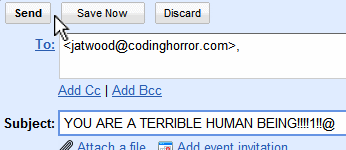 Send Save Now Discard
To: <jatwood@codinghorror.com>,
Add Cc | Add Bcc
Subject: YOU ARE A TERRIBLE HUMAN BEING!!!!1!!@
Attach a file Add event invitation